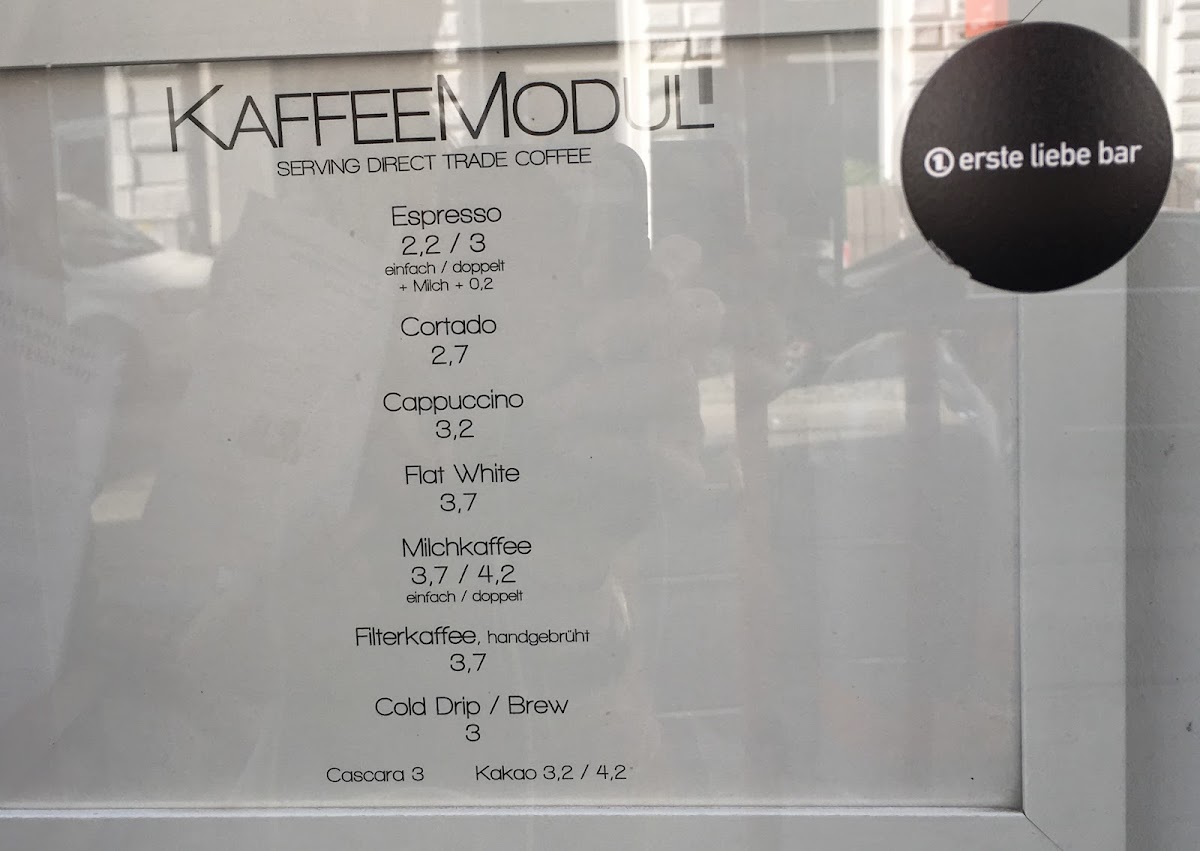 KAFFEEMODUL
SERVING DIRECT TRADE COFFEE
Espresso
2,2 / 3
einfach / doppelt
+ Milch + 0,2
Cortado
2,7
Cappuccino
3,2
Flat White
3,7
Milchkaffee
3,7 / 4,2
einfach / doppelt
Filterkaffee, handgebrüht
3,7
Cold Drip / Brew
3
Cascara 3 Kakao 3,2 / 4,2
1. erste liebe bar